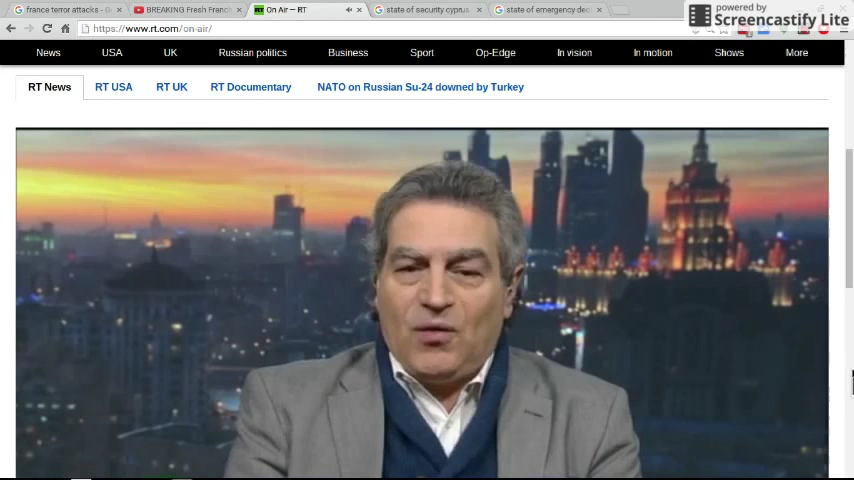 france terror attacks - G
BREAKING Fresh Frenc
On Air — RT
state of security cyprus
state of emergency dec
powered by
Screencastify Lite
https://www.rt.com/on-air/
News USA UK Russian politics Business Sport Op-Edge In vision In motion Shows More
RT News RT USA RT UK RT Documentary NATO on Russian Su-24 downed by Turkey